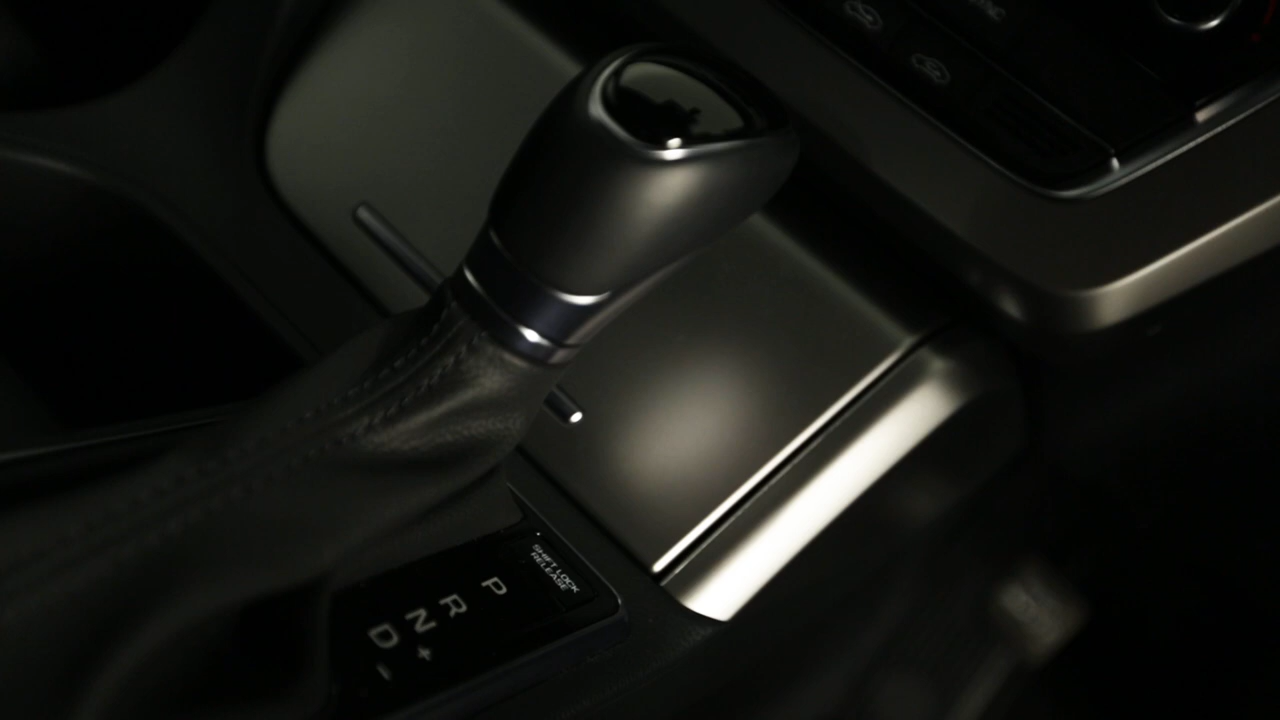 SHIFT LOCK
RELEASE
P
R
N +
D -